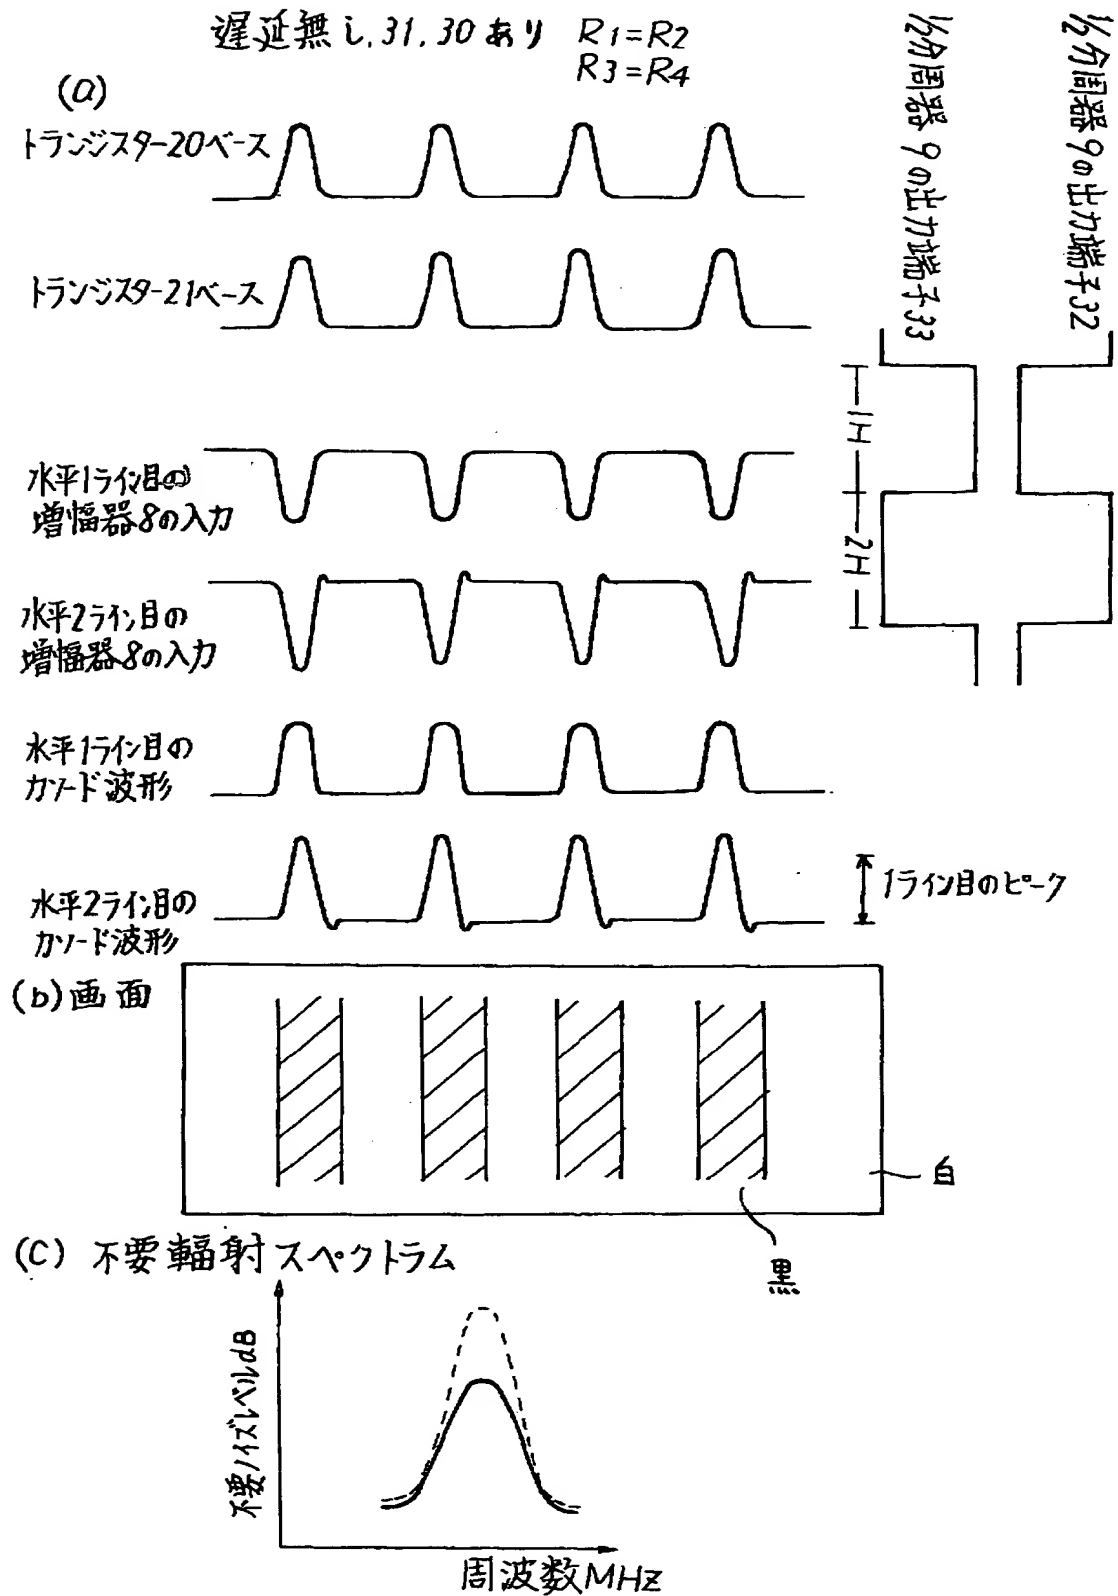 遅延無し,31,30あり R1=R2
R3=R4
(a)
トランジスター20ベース
トランジスター21ベース
水平1ライン目の
増幅器8の入力
水平2ライン目の
増幅器8の入力
水平1ライン目の
カソード波形
水平2ライン目の
カソード波形
1ライン目のピーク
1/2分周器9の出力端子32
1/2分周器9の出力端子33
1H
2H
(b)画面
白
黒
(C) 不要輻射スペクトラム
不要ノイズレベルdB
周波数MHz